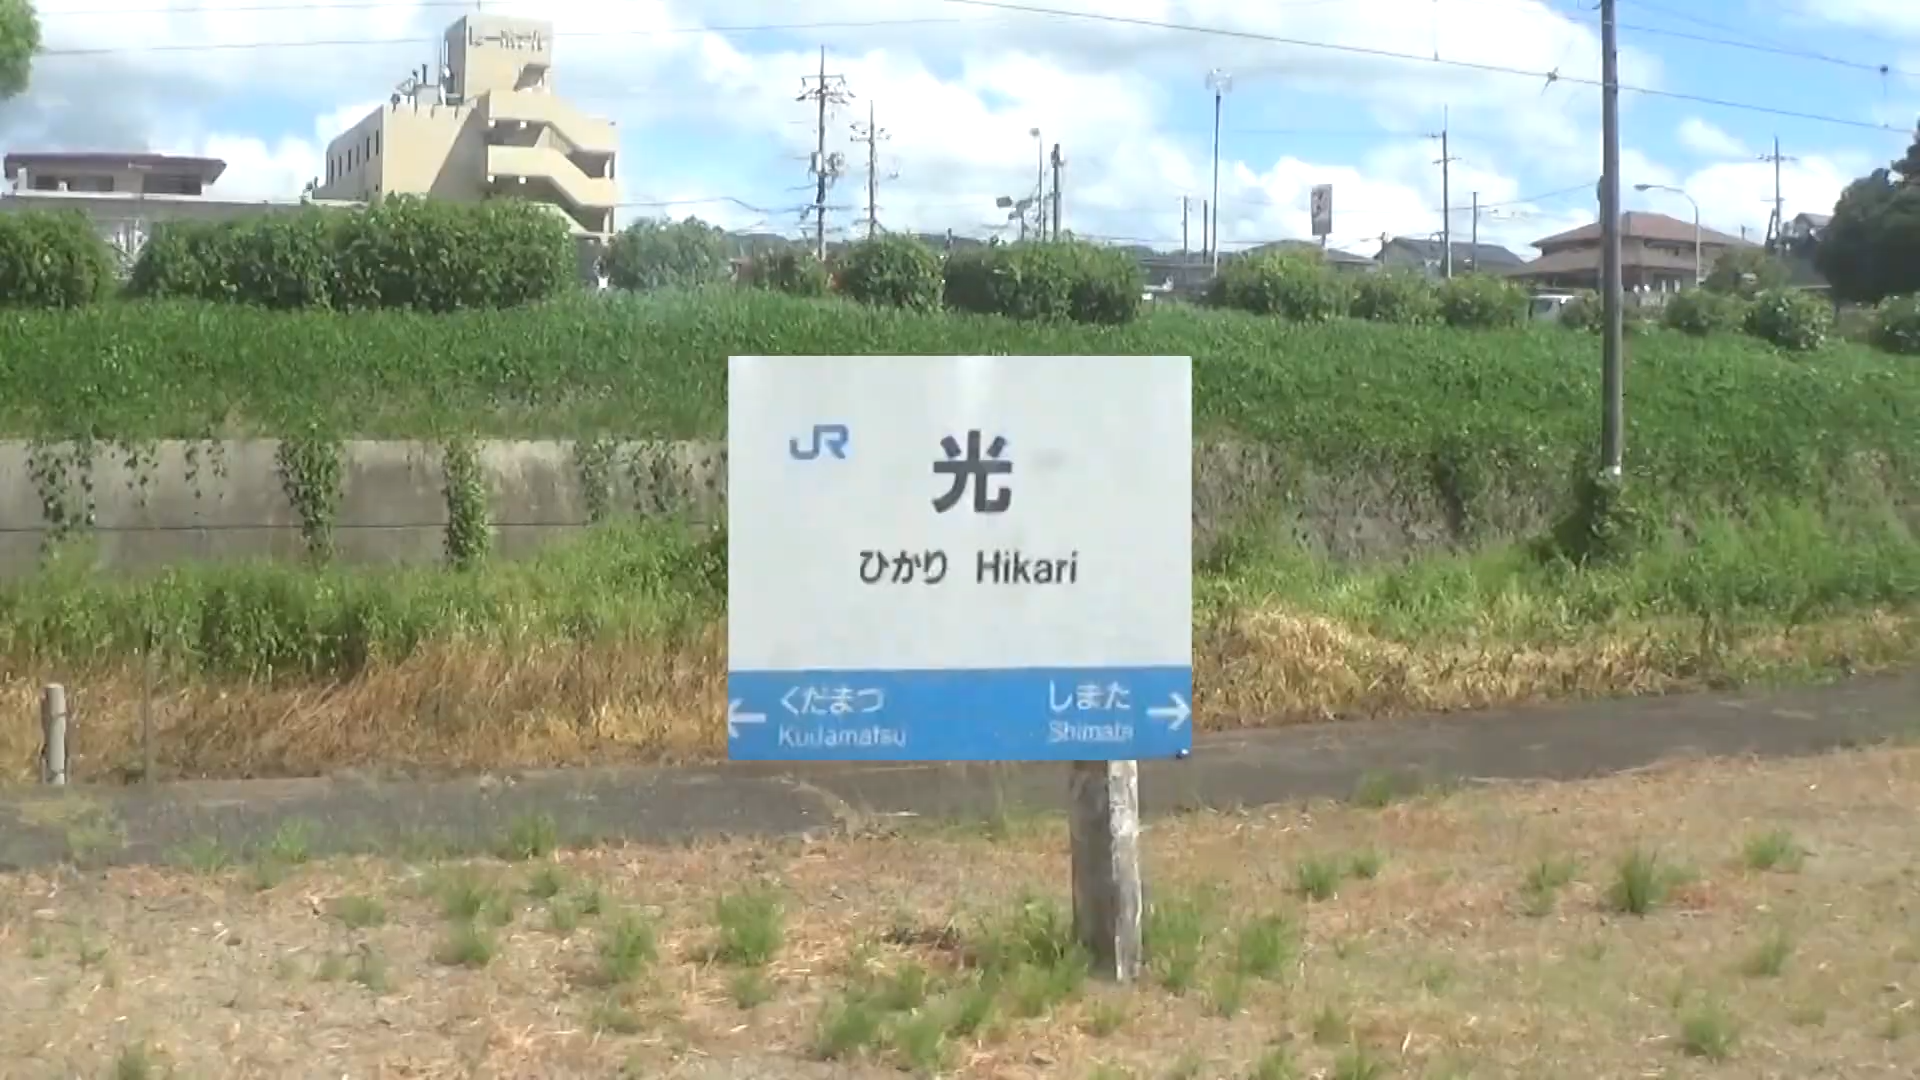 JR
光
ひかり Hikari
← くだまつ
Kudamatsu
しまた →
Shimata